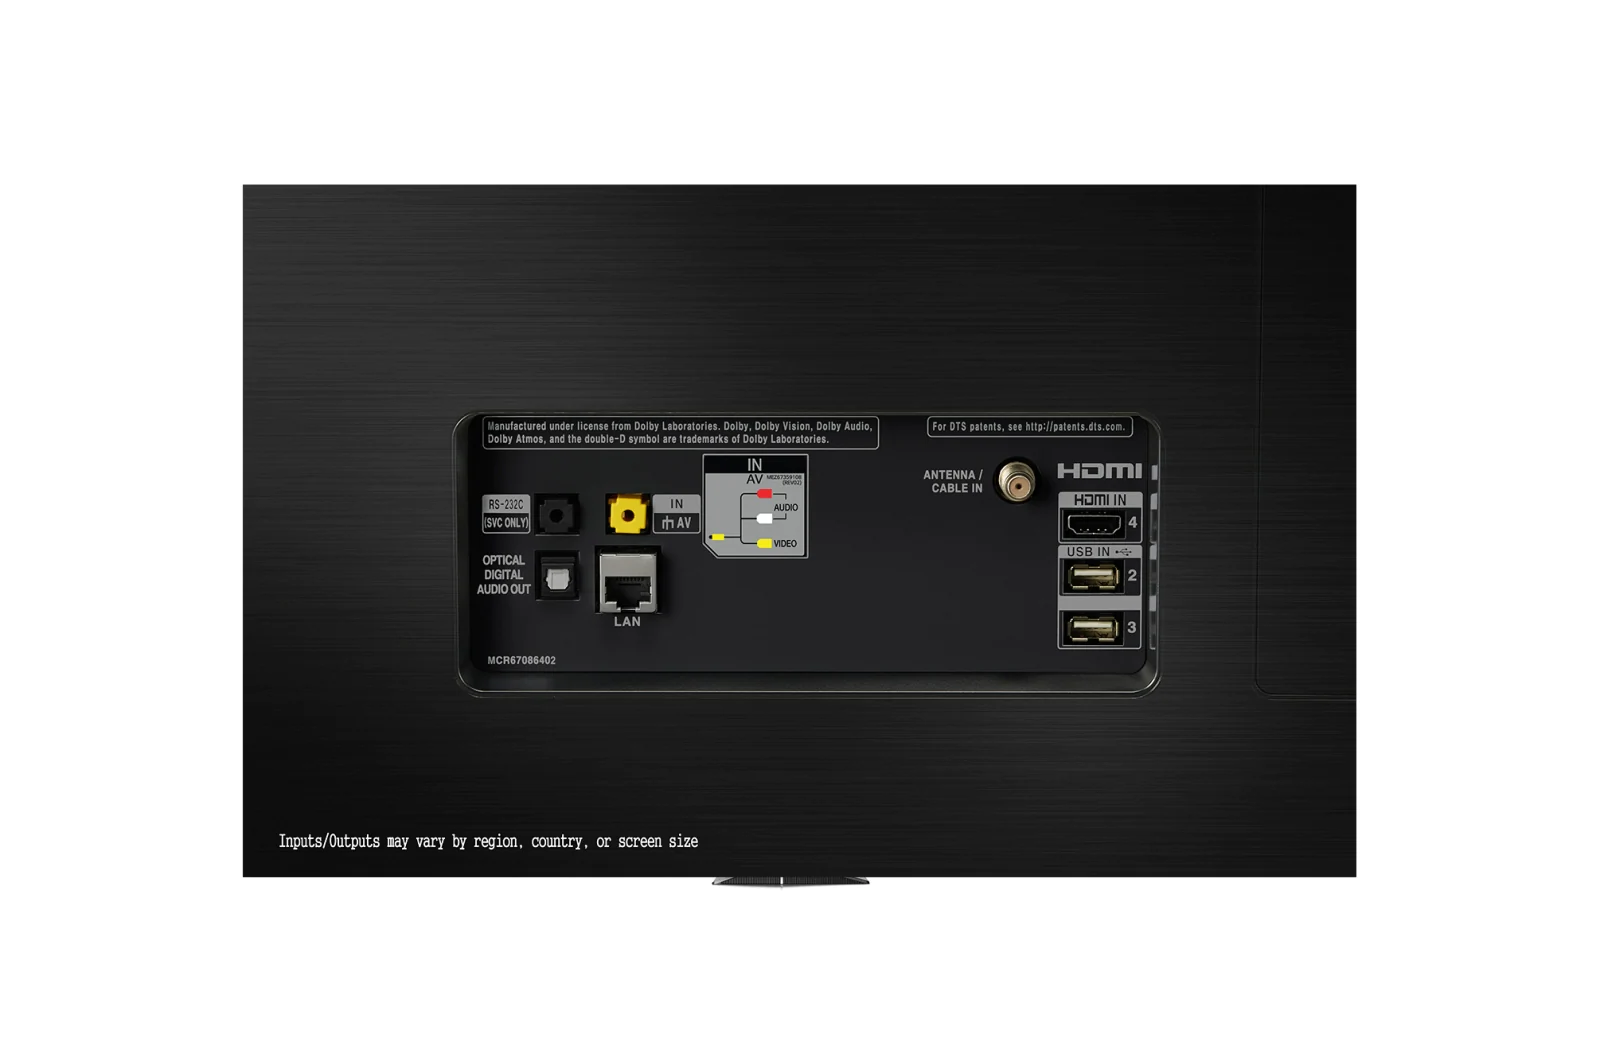 Manufactured under license from Dolby Laboratories. Dolby, Dolby Vision, Dolby Audio,
Dolby Atmos, and the double-D symbol are trademarks of Dolby Laboratories.
For DTS patents, see http://patents.dts.com.
IN
AV MEZ67359108
(REV02)
AUDIO
VIDEO
ANTENNA /
CABLE IN
HDMI
HDMI IN
4
RS-232C
(SVC ONLY)
IN
AV
USB IN
2
OPTICAL
DIGITAL
AUDIO OUT
LAN
3
MCR67086402
Inputs/Outputs may vary by region, country, or screen size